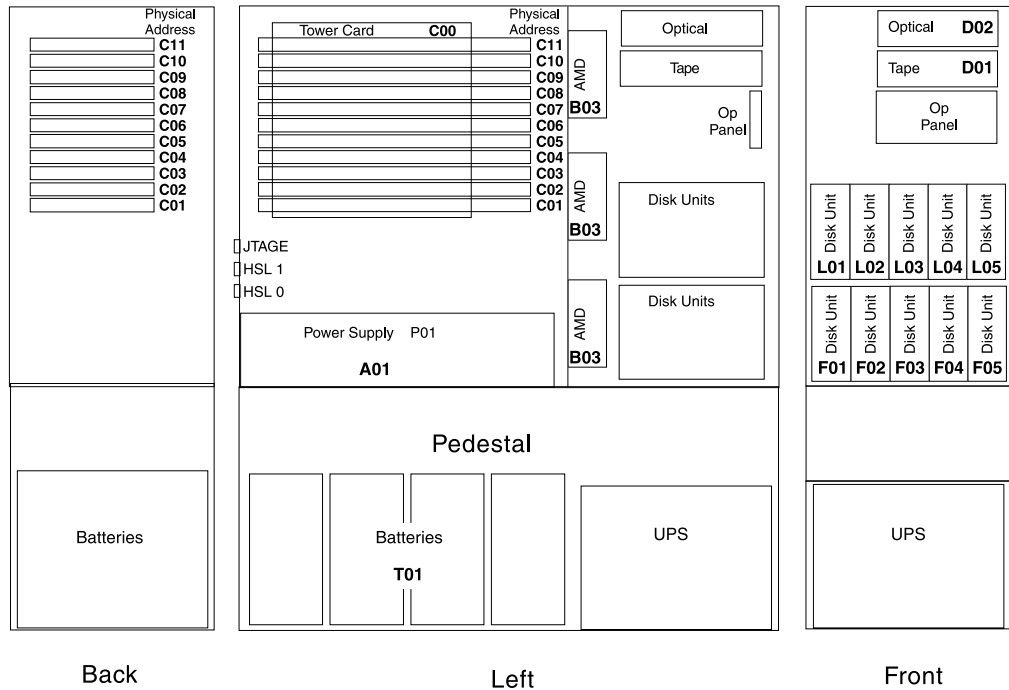 Physical
Address
C11
C10
C09
C08
C07
C06
C05
C04
C03
C02
C01
Batteries
Back
Tower Card C00
Physical
Address
C11
C10
C09
C08
C07
C06
C05
C04
C03
C02
C01
JTAGE
HSL 1
HSL 0
Power Supply P01
A01
AMD
B03
AMD
B03
AMD
B03
Optical
Tape
Op
Panel
Disk Units
Disk Units
Pedestal
Batteries
T01
UPS
Left
Optical D02
Tape D01
Op
Panel
Disk Unit Disk Unit Disk Unit Disk Unit Disk Unit
L01 L02 L03 L04 L05
Disk Unit Disk Unit Disk Unit Disk Unit Disk Unit
F01 F02 F03 F04 F05
UPS
Front